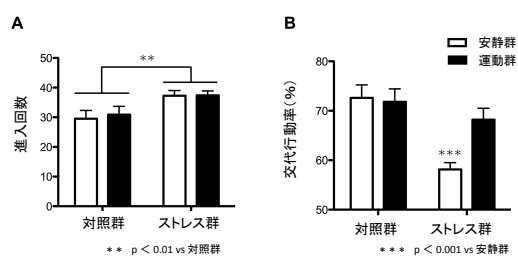 A
進入回数
50
40
30
20
10
0
**
対照群
ストレス群
** p < 0.01 vs 対照群
B
安静群
運動群
交代行動率(%)
80
70
60
50
***
対照群
ストレス群
*** p < 0.001 vs 安静群